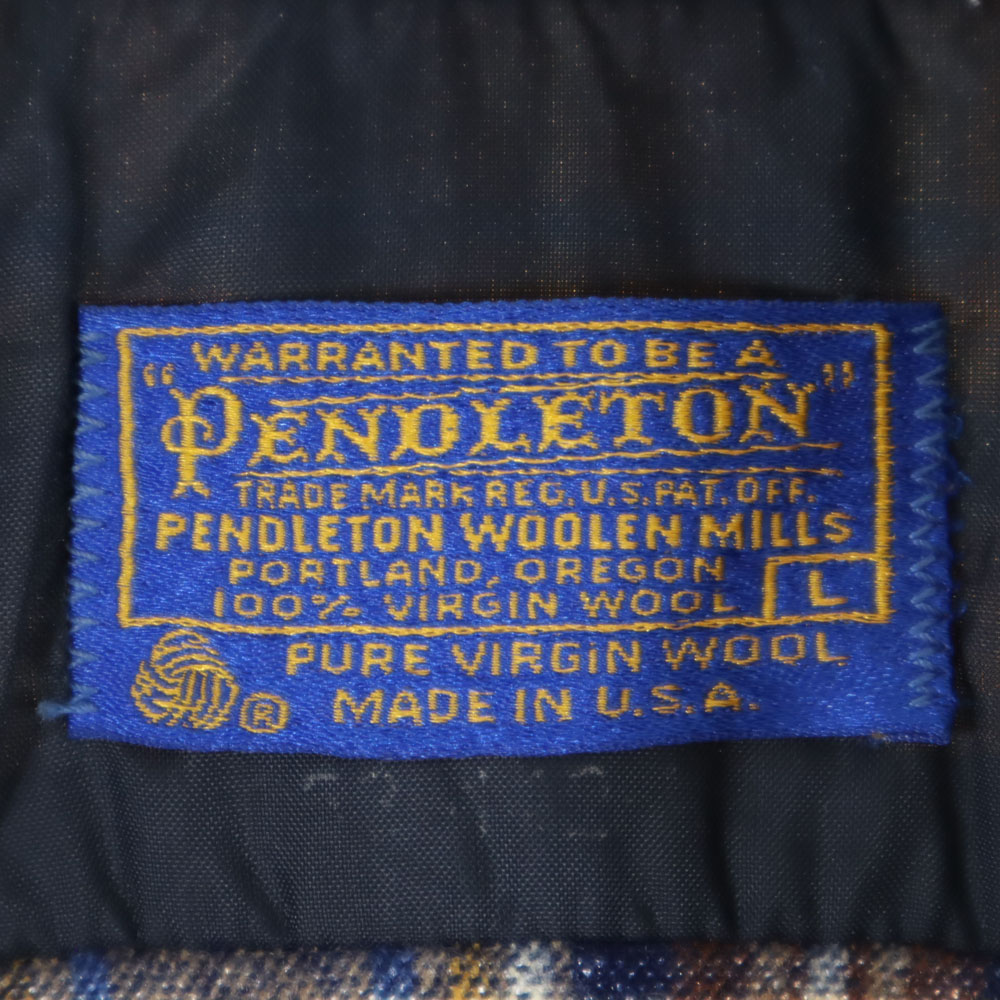 WARRANTED TO BE A
"PENDLETON"
TRADE MARK REG. U.S. PAT. OFF.
PENDLETON WOOLEN MILLS
PORTLAND, OREGON
100% VIRGIN WOOL L
PURE VIRGIN WOOL
® MADE IN U.S.A.